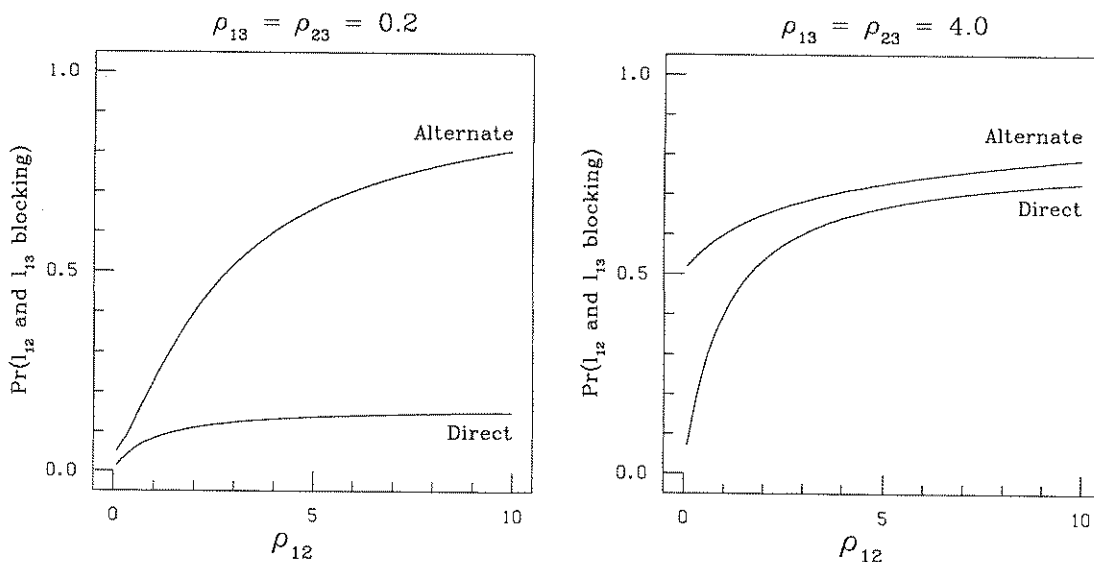 ρ₁₃ = ρ₂₃ = 0.2
Pr(l₁₂ and l₁₃ blocking)
1.0
0.5
0.0
Alternate
Direct
0
5
10
ρ₁₂
ρ₁₃ = ρ₂₃ = 4.0
Pr(l₁₂ and l₁₃ blocking)
1.0
0.5
0.0
Alternate
Direct
0
5
10
ρ₁₂